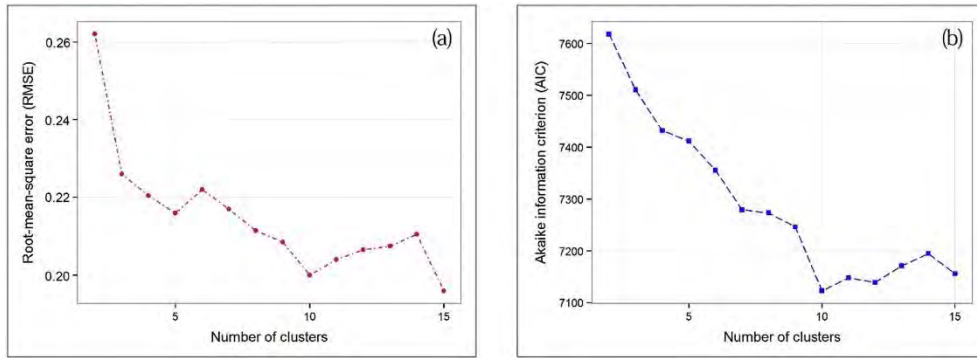 (a)
Root-mean-square error (RMSE)
0.26
0.24
0.22
0.20
5
10
15
Number of clusters
(b)
Akaike information criterion (AIC)
7600
7500
7400
7300
7200
7100
5
10
15
Number of clusters